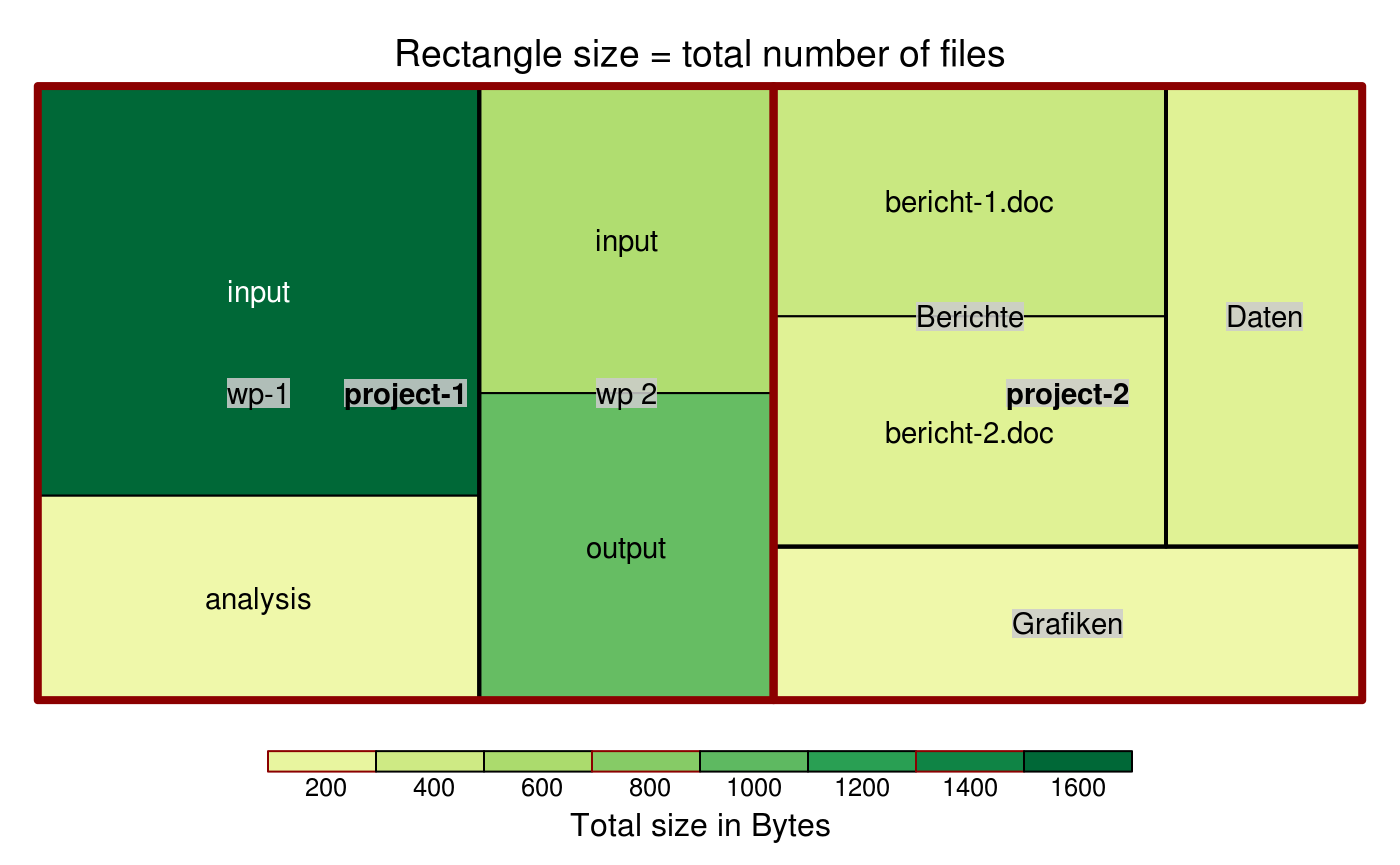 Rectangle size = total number of files
bericht-1.doc
input
input
Berichte
Daten
wp-1
project-1
wp 2
project-2
bericht-2.doc
output
analysis
Grafiken
200 400 600 800 1000 1200 1400 1600
Total size in Bytes